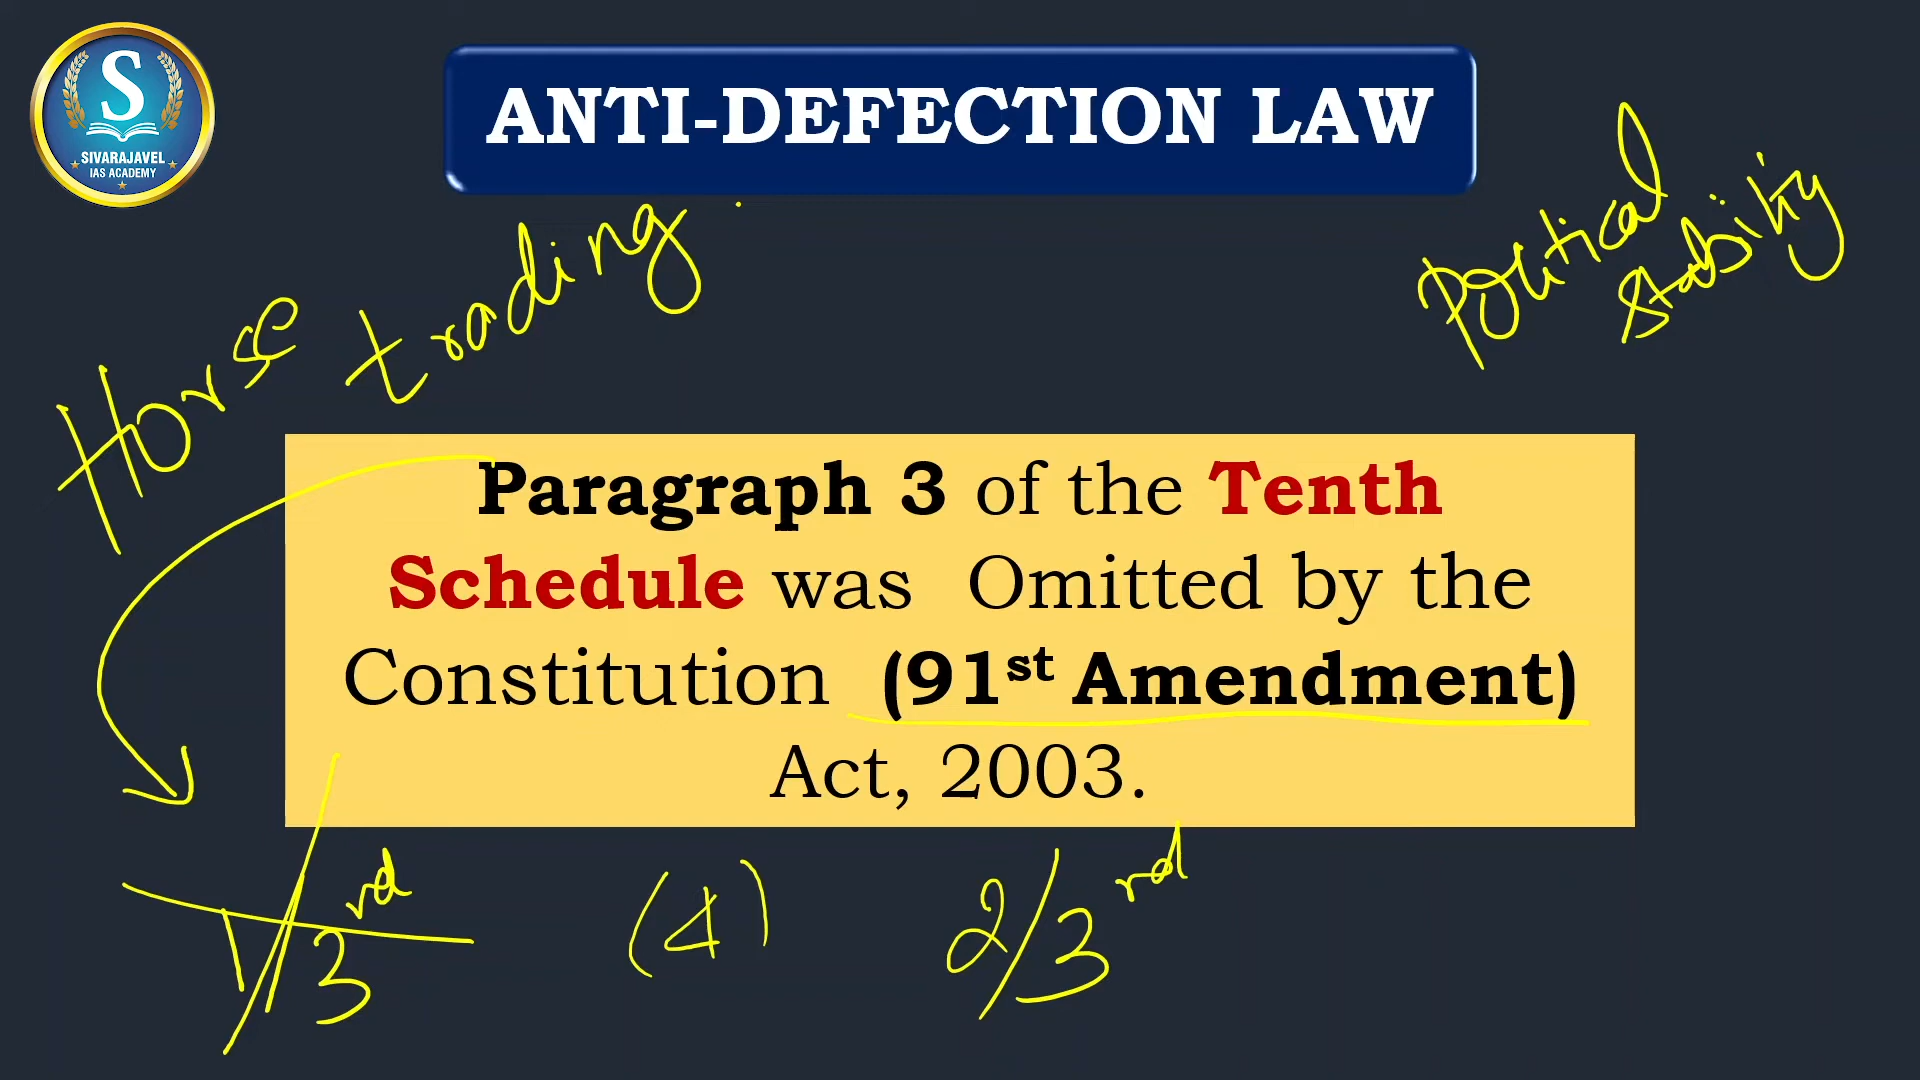 S
SIVARAJAVEL
IAS ACADEMY
ANTI-DEFECTION LAW
Horse trading
Political
stability
Paragraph 3 of the Tenth
Schedule was Omitted by the
Constitution (91st Amendment)
Act, 2003.
1/3rd
(4)
2/3rd